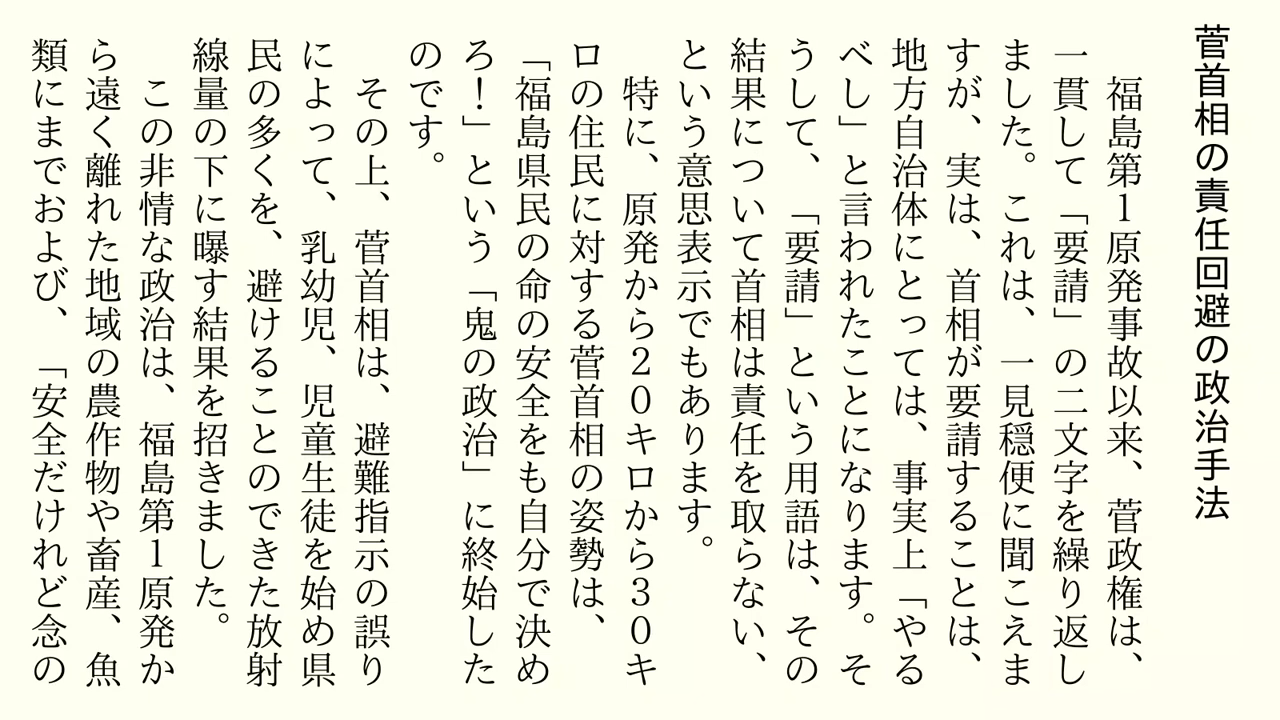 菅首相の責任回避の政治手法
　福島第１原発事故以来、菅政権は、
一貫して「要請」の二文字を繰り返し
ました。これは、一見穏便に聞こえま
すが、実は、首相が要請することは、
地方自治体にとっては、事実上「やる
べし」と言われたことになります。そ
うして、「要請」という用語は、その
結果について首相は責任を取らない、
という意思表示でもあります。
　特に、原発から２０キロから３０キ
ロの住民に対する菅首相の姿勢は、
「福島県民の命の安全をも自分で決め
ろ！」という「鬼の政治」に終始した
のです。
　その上、菅首相は、避難指示の誤り
によって、乳幼児、児童生徒を始め県
民の多くを、避けることのできた放射
線量の下に曝す結果を招きました。
　この非情な政治は、福島第１原発か
ら遠く離れた地域の農作物や畜産、魚
類にまでおよび、「安全だけれど念の